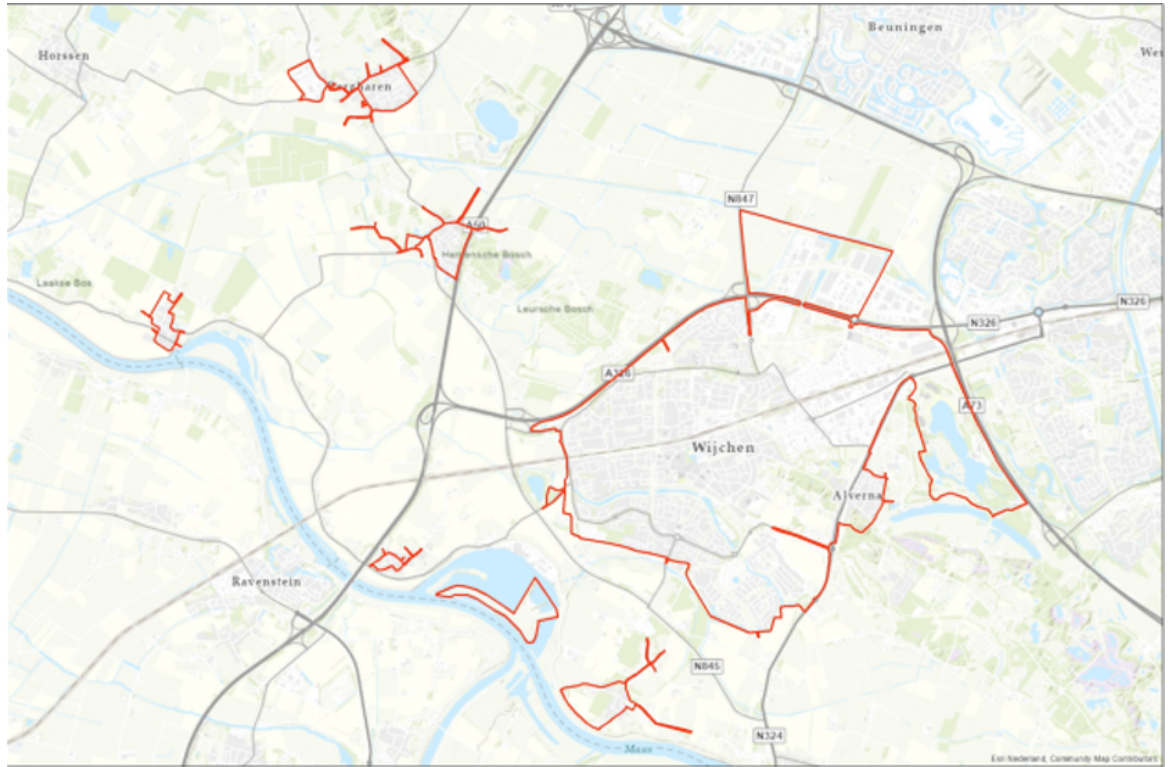 Beuningen
Horssen
N847
A50
Hernensche Bosch
Laakse Bos
Leursche Bosch
N326
N326
A326
A73
Wijchen
Alverna
Ravenstein
N845
N324
Maas
Esri Nederland, Community Map Contributors